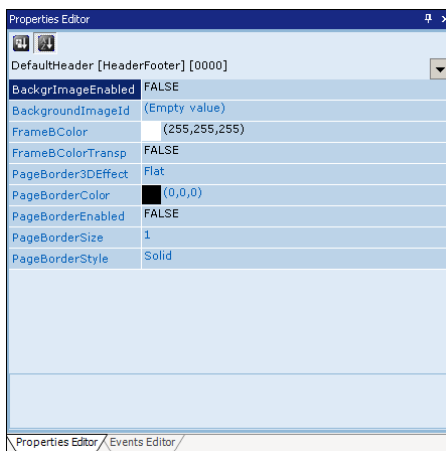 Properties Editor
DefaultHeader [HeaderFooter] [0000]
BackgrImageEnabled FALSE
BackgroundImageId (Empty value)
FrameBColor (255,255,255)
FrameBColorTransp FALSE
PageBorder3DEffect Flat
PageBorderColor (0,0,0)
PageBorderEnabled FALSE
PageBorderSize 1
PageBorderStyle Solid
Properties Editor Events Editor